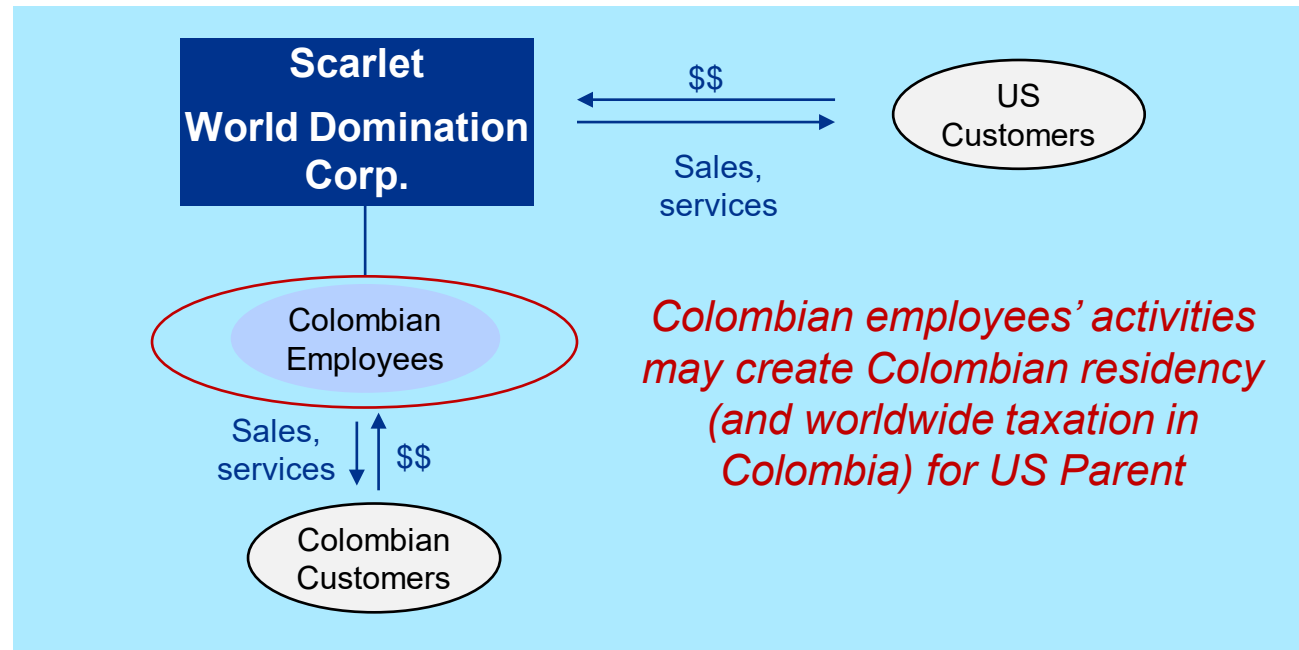 Scarlet
World Domination
Corp.
$$
US
Customers
Sales,
services
Colombian
Employees
Colombian employees’ activities
may create Colombian residency
(and worldwide taxation in
Colombia) for US Parent
Sales,
services
$$
Colombian
Customers